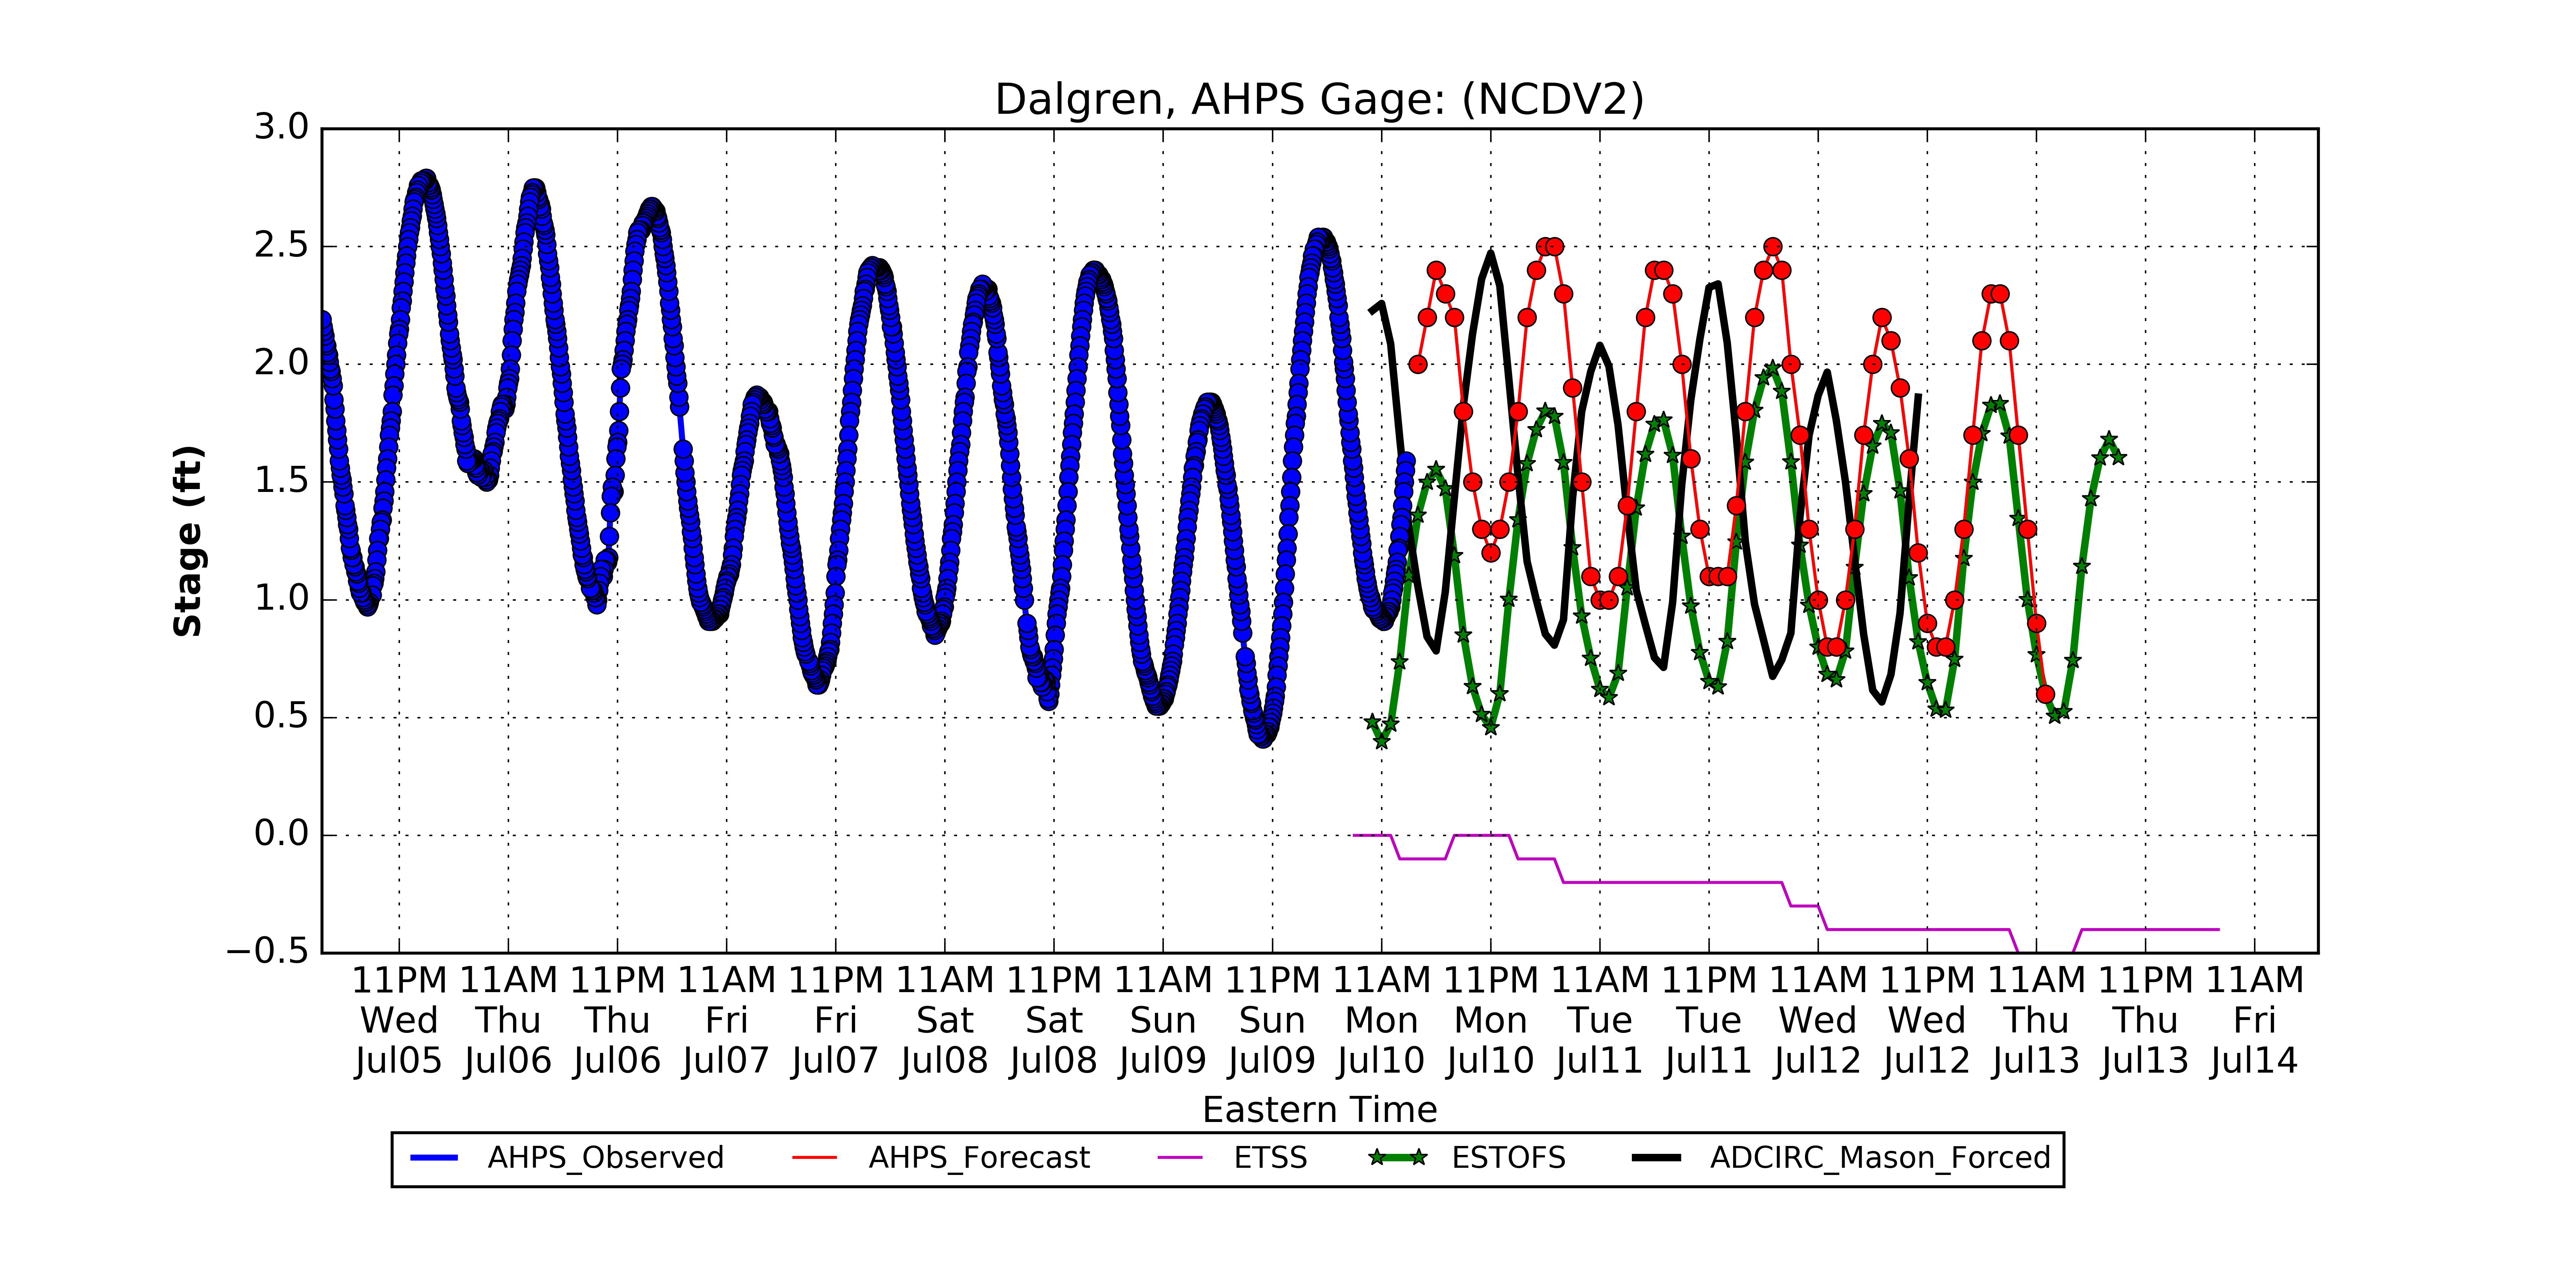 Dalgren, AHPS Gage: (NCDV2)
3.0
2.5
2.0
1.5
1.0
0.5
0.0
−0.5
Stage (ft)
11PM 11AM 11PM 11AM 11PM 11AM 11PM 11AM 11PM 11AM 11PM 11AM 11PM 11AM 11PM 11AM 11PM 11AM
Wed Thu Thu Fri Fri Sat Sat Sun Sun Mon Mon Tue Tue Wed Wed Thu Thu Fri
Jul05 Jul06 Jul06 Jul07 Jul07 Jul08 Jul08 Jul09 Jul09 Jul10 Jul10 Jul11 Jul11 Jul12 Jul12 Jul13 Jul13 Jul14
Eastern Time
AHPS_Observed AHPS_Forecast ETSS ESTOFS ADCIRC_Mason_Forced